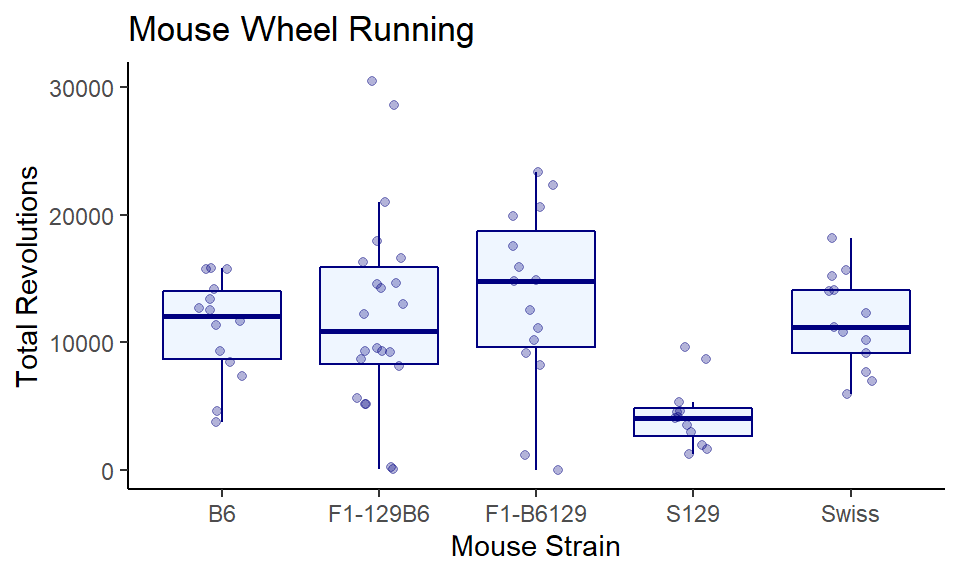 Mouse Wheel Running
Total Revolutions
30000
20000
10000
0
B6 F1-129B6 F1-B6129 S129 Swiss
Mouse Strain